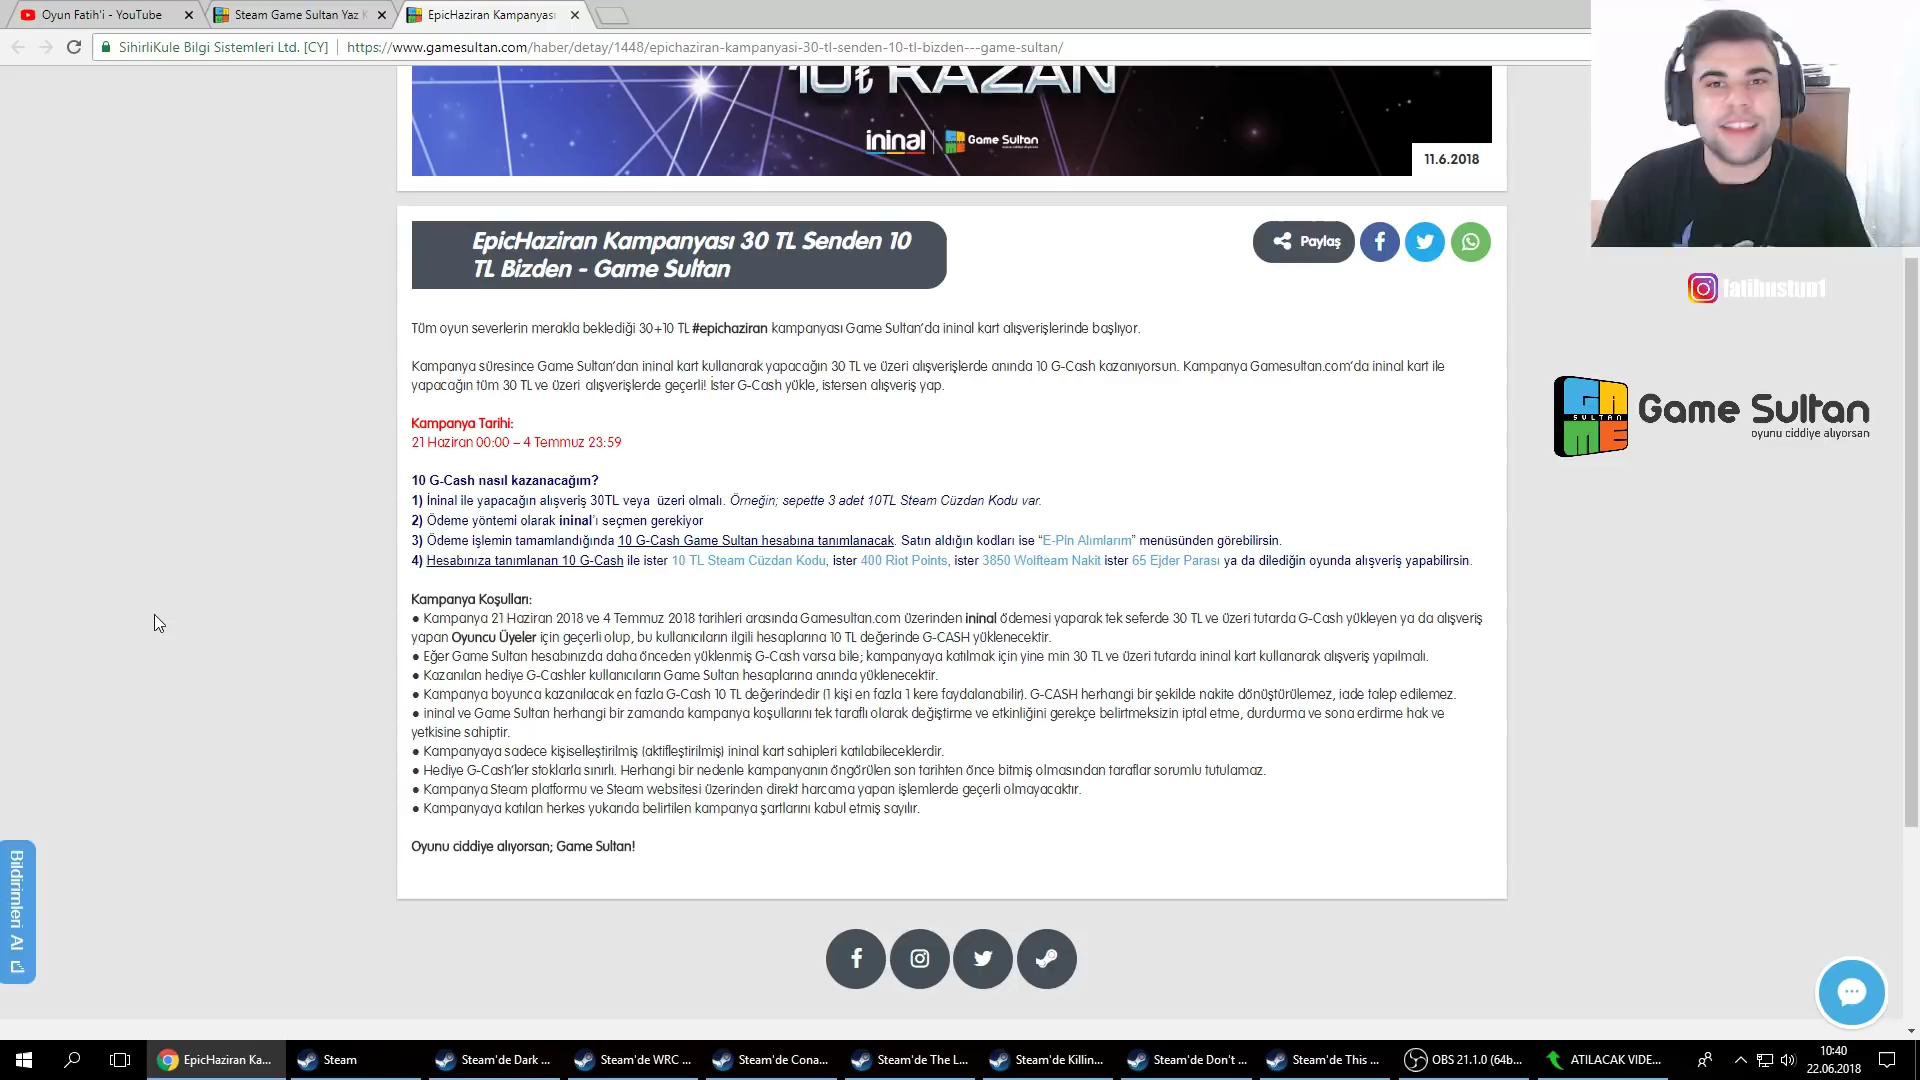 Oyun Fatih'i - YouTube
Steam Game Sultan Yaz K
EpicHaziran Kampanyası
SihirliKule Bilgi Sistemleri Ltd. [CY]
https://www.gamesultan.com/haber/detay/1448/epichaziran-kampanyasi-30-tl-senden-10-tl-bizden---game-sultan/
10₺ KAZAN
ininal
Game Sultan
oyunu ciddiye alıyorsan
11.6.2018
EpicHaziran Kampanyası 30 TL Senden 10
TL Bizden - Game Sultan
Paylaş
fatihustun1
Tüm oyun severlerin merakla beklediği 30+10 TL #epichaziran kampanyası Game Sultan'da ininal kart alışverişlerinde başlıyor.
Kampanya süresince Game Sultan'dan ininal kart kullanarak yapacağın 30 TL ve üzeri alışverişlerde anında 10 G-Cash kazanıyorsun. Kampanya Gamesultan.com'da ininal kart ile
yapacağın tüm 30 TL ve üzeri alışverişlerde geçerli! İster G-Cash yükle, istersen alışveriş yap.
GAME
SULTAN
Game Sultan
oyunu ciddiye alıyorsan
Kampanya Tarihi:
21 Haziran 00:00 – 4 Temmuz 23:59
10 G-Cash nasıl kazanacağım?
1) İninal ile yapacağın alışveriş 30TL veya üzeri olmalı. Örneğin; sepette 3 adet 10TL Steam Cüzdan Kodu var.
2) Ödeme yöntemi olarak ininal'ı seçmen gerekiyor
3) Ödeme işlemin tamamlandığında 10 G-Cash Game Sultan hesabına tanımlanacak. Satın aldığın kodları ise “E-Pin Alımlarım” menüsünden görebilirsin.
4) Hesabınıza tanımlanan 10 G-Cash ile ister 10 TL Steam Cüzdan Kodu, ister 400 Riot Points, ister 3850 Wolfteam Nakit ister 65 Ejder Parası ya da dilediğin oyunda alışveriş yapabilirsin.
Kampanya Koşulları:
● Kampanya 21 Haziran 2018 ve 4 Temmuz 2018 tarihleri arasında Gamesultan.com üzerinden ininal ödemesi yaparak tek seferde 30 TL ve üzeri tutarda G-Cash yükleyen ya da alışveriş
yapan Oyuncu Üyeler için geçerli olup, bu kullanıcıların ilgili hesaplarına 10 TL değerinde G-CASH yüklenecektir.
● Eğer Game Sultan hesabınızda daha önceden yüklenmiş G-Cash varsa bile; kampanyaya katılmak için yine min 30 TL ve üzeri tutarda ininal kart kullanarak alışveriş yapılmalı.
● Kazanılan hediye G-Cashler kullanıcıların Game Sultan hesaplarına anında yüklenecektir.
● Kampanya boyunca kazanılacak en fazla G-Cash 10 TL değerindedir (1 kişi en fazla 1 kere faydalanabilir). G-CASH herhangi bir şekilde nakite dönüştürülemez, iade talep edilemez.
● ininal ve Game Sultan herhangi bir zamanda kampanya koşullarını tek taraflı olarak değiştirme ve etkinliğini gerekçe belirtmeksizin iptal etme, durdurma ve sona erdirme hak ve
yetkisine sahiptir.
● Kampanyaya sadece kişiselleştirilmiş (aktifleştirilmiş) ininal kart sahipleri katılabileceklerdir.
● Hediye G-Cash'ler stoklarla sınırlı. Herhangi bir nedenle kampanyanın öngörülen son tarihten önce bitmiş olmasından taraflar sorumlu tutulamaz.
● Kampanya Steam platformu ve Steam websitesi üzerinden direkt harcama yapan işlemlerde geçerli olmayacaktır.
● Kampanyaya katılan herkes yukarıda belirtilen kampanya şartlarını kabul etmiş sayılır.
Oyunu ciddiye alıyorsan; Game Sultan!
Bildirimleri Al
EpicHaziran Ka...
Steam
Steam'de Dark ...
Steam'de WRC ...
Steam'de Cona...
Steam'de The L...
Steam'de Killin...
Steam'de Don't ...
Steam'de This ...
OBS 21.1.0 (64b...
ATILACAK VIDE...
10:40
22.06.2018